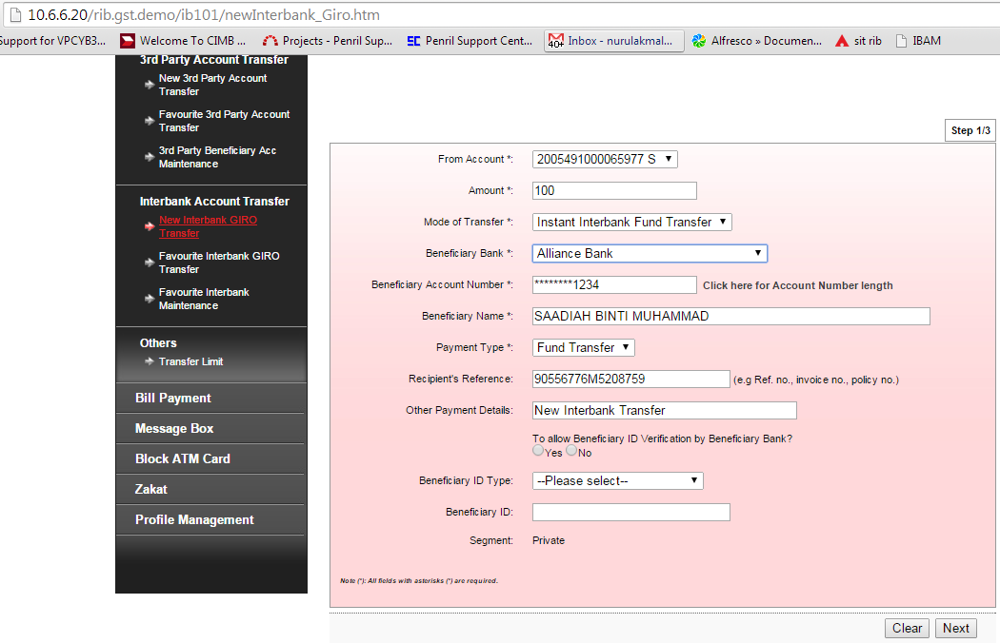 10.6.6.20/rib.gst.demo/ib101/newInterbank_Giro.htm
Support for VPCYB3... Welcome To CIMB ... Projects - Penril Sup... Penril Support Cent... 40+ Inbox - nurulakmal... Alfresco » Documen... sit rib IBAM
3rd Party Account Transfer
New 3rd Party Account
Transfer
Favourite 3rd Party Account
Transfer
3rd Party Beneficiary Acc
Maintenance
Interbank Account Transfer
New Interbank GIRO
Transfer
Favourite Interbank GIRO
Transfer
Favourite Interbank
Maintenance
Others
Transfer Limit
Bill Payment
Message Box
Block ATM Card
Zakat
Profile Management
Step 1/3
From Account *: 2005491000065977 S
Amount *: 100
Mode of Transfer *: Instant Interbank Fund Transfer
Beneficiary Bank *: Alliance Bank
Beneficiary Account Number *: ********1234 Click here for Account Number length
Beneficiary Name *: SAADIAH BINTI MUHAMMAD
Payment Type *: Fund Transfer
Recipient's Reference: 90556776M5208759 (e.g Ref. no., invoice no., policy no.)
Other Payment Details: New Interbank Transfer
To allow Beneficiary ID Verification by Beneficiary Bank?
Yes No
Beneficiary ID Type: --Please select--
Beneficiary ID:
Segment: Private
Note (*): All fields with asterisks (*) are required.
Clear Next